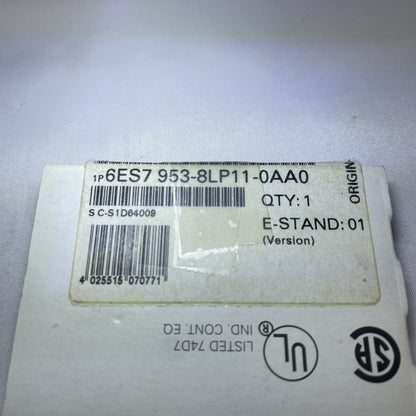 1P 6ES7 953-8LP11-0AA0
QTY: 1
S C-S1D64009
E-STAND: 01
(Version)
4 025515 070771
ORIGIN
LISTED 74D7
IND. CONT. EQ
UL
®
SA